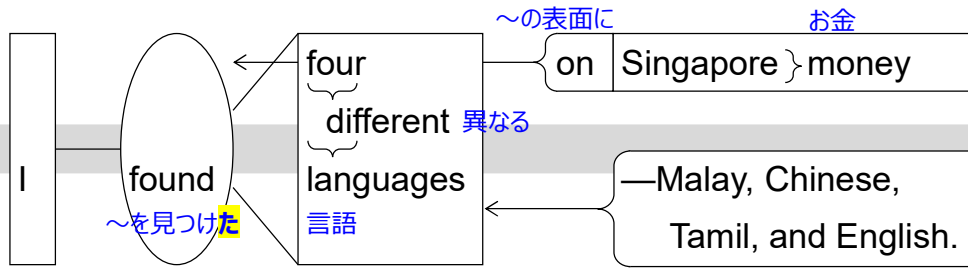 ～の表面に お金
four on Singapore money
different 異なる
I found languages —Malay, Chinese,
～を見つけた 言語 Tamil, and English.